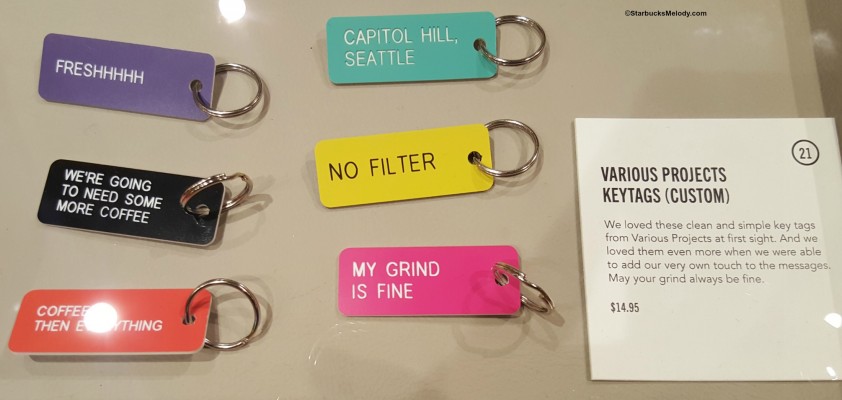 ©StarbucksMelody.com
FRESHHHHH
CAPITOL HILL,
SEATTLE
WE'RE GOING
TO NEED SOME
MORE COFFEE
NO FILTER
COFFEE
THEN
MY GRIND
IS FINE
21
VARIOUS PROJECTS
KEYTAGS (CUSTOM)
We loved these clean and simple key tags
from Various Projects at first sight. And we
loved them even more when we were able
to add our very own touch to the messages.
May your grind always be fine.
$14.95